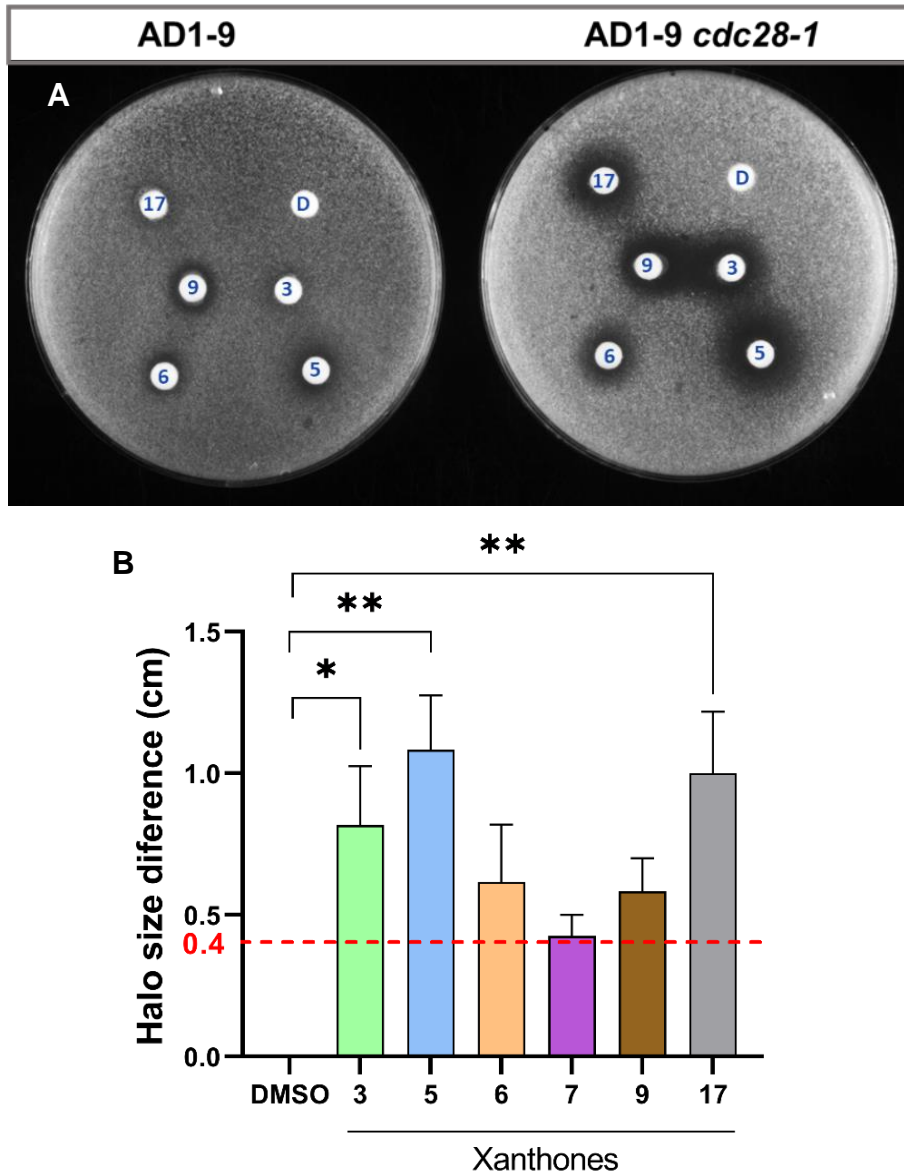 AD1-9 AD1-9 cdc28-1
A
17 D 17 D
9 3 9 3
6 5 6 5
B
**
**
*
Halo size diference (cm)
1.5
1.0
0.5
0.4
0.0
DMSO 3 5 6 7 9 17
Xanthones